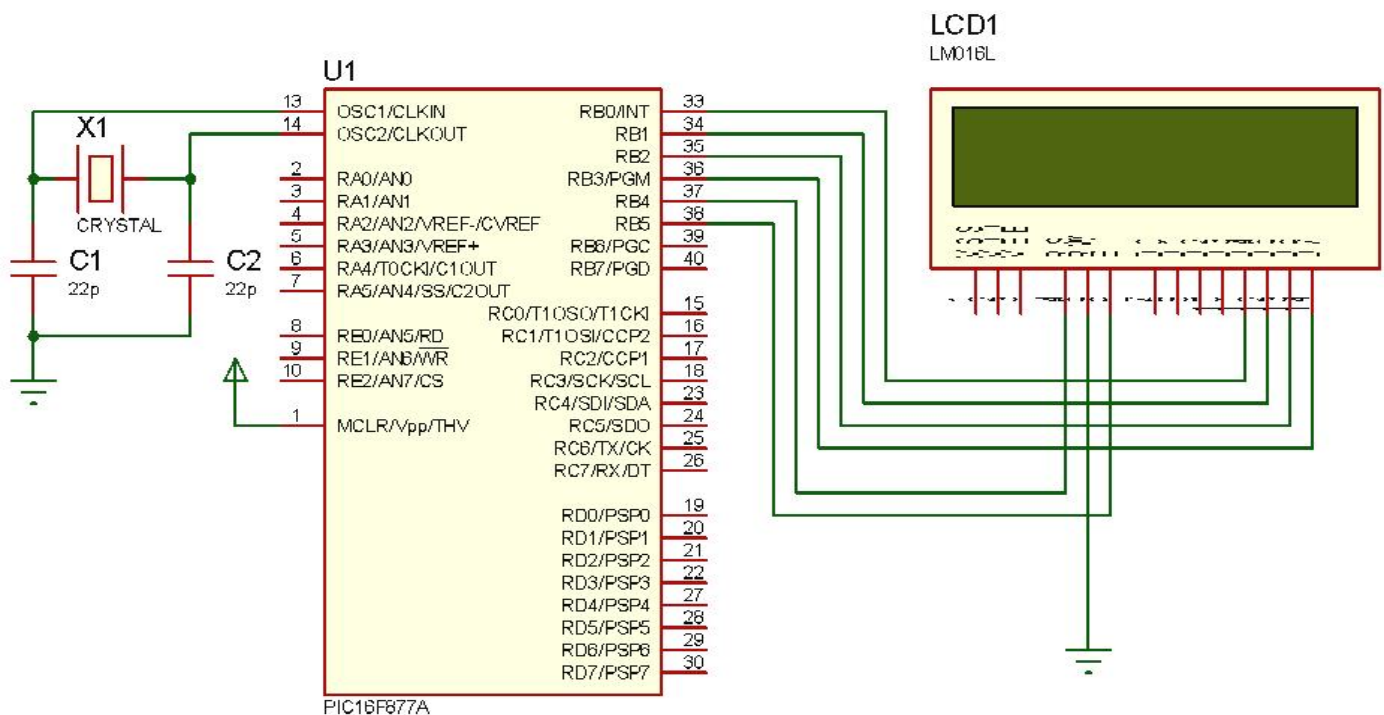 LCD1
LM016L
U1
13 OSC1/CLKIN
14 OSC2/CLKOUT
2 RA0/AN0
3 RA1/AN1
4 RA2/AN2/VREF-/CVREF
5 RA3/AN3/VREF+
6 RA4/T0CKI/C1OUT
7 RA5/AN4/SS/C2OUT
8 RE0/AN5/RD
9 RE1/AN6/WR
10 RE2/AN7/CS
1 MCLR/Vpp/THV
RB0/INT 33
RB1 34
RB2 35
RB3/PGM 36
RB4 37
RB5 38
RB6/PGC 39
RB7/PGD 40
RC0/T1OSO/T1CKI 15
RC1/T1OSI/CCP2 16
RC2/CCP1 17
RC3/SCK/SCL 18
RC4/SDI/SDA 23
RC5/SDO 24
RC6/TX/CK 25
RC7/RX/DT 26
RD0/PSP0 19
RD1/PSP1 20
RD2/PSP2 21
RD3/PSP3 22
RD4/PSP4 27
RD5/PSP5 28
RD6/PSP6 29
RD7/PSP7 30
PIC16F877A
X1
CRYSTAL
C1
22p
C2
22p